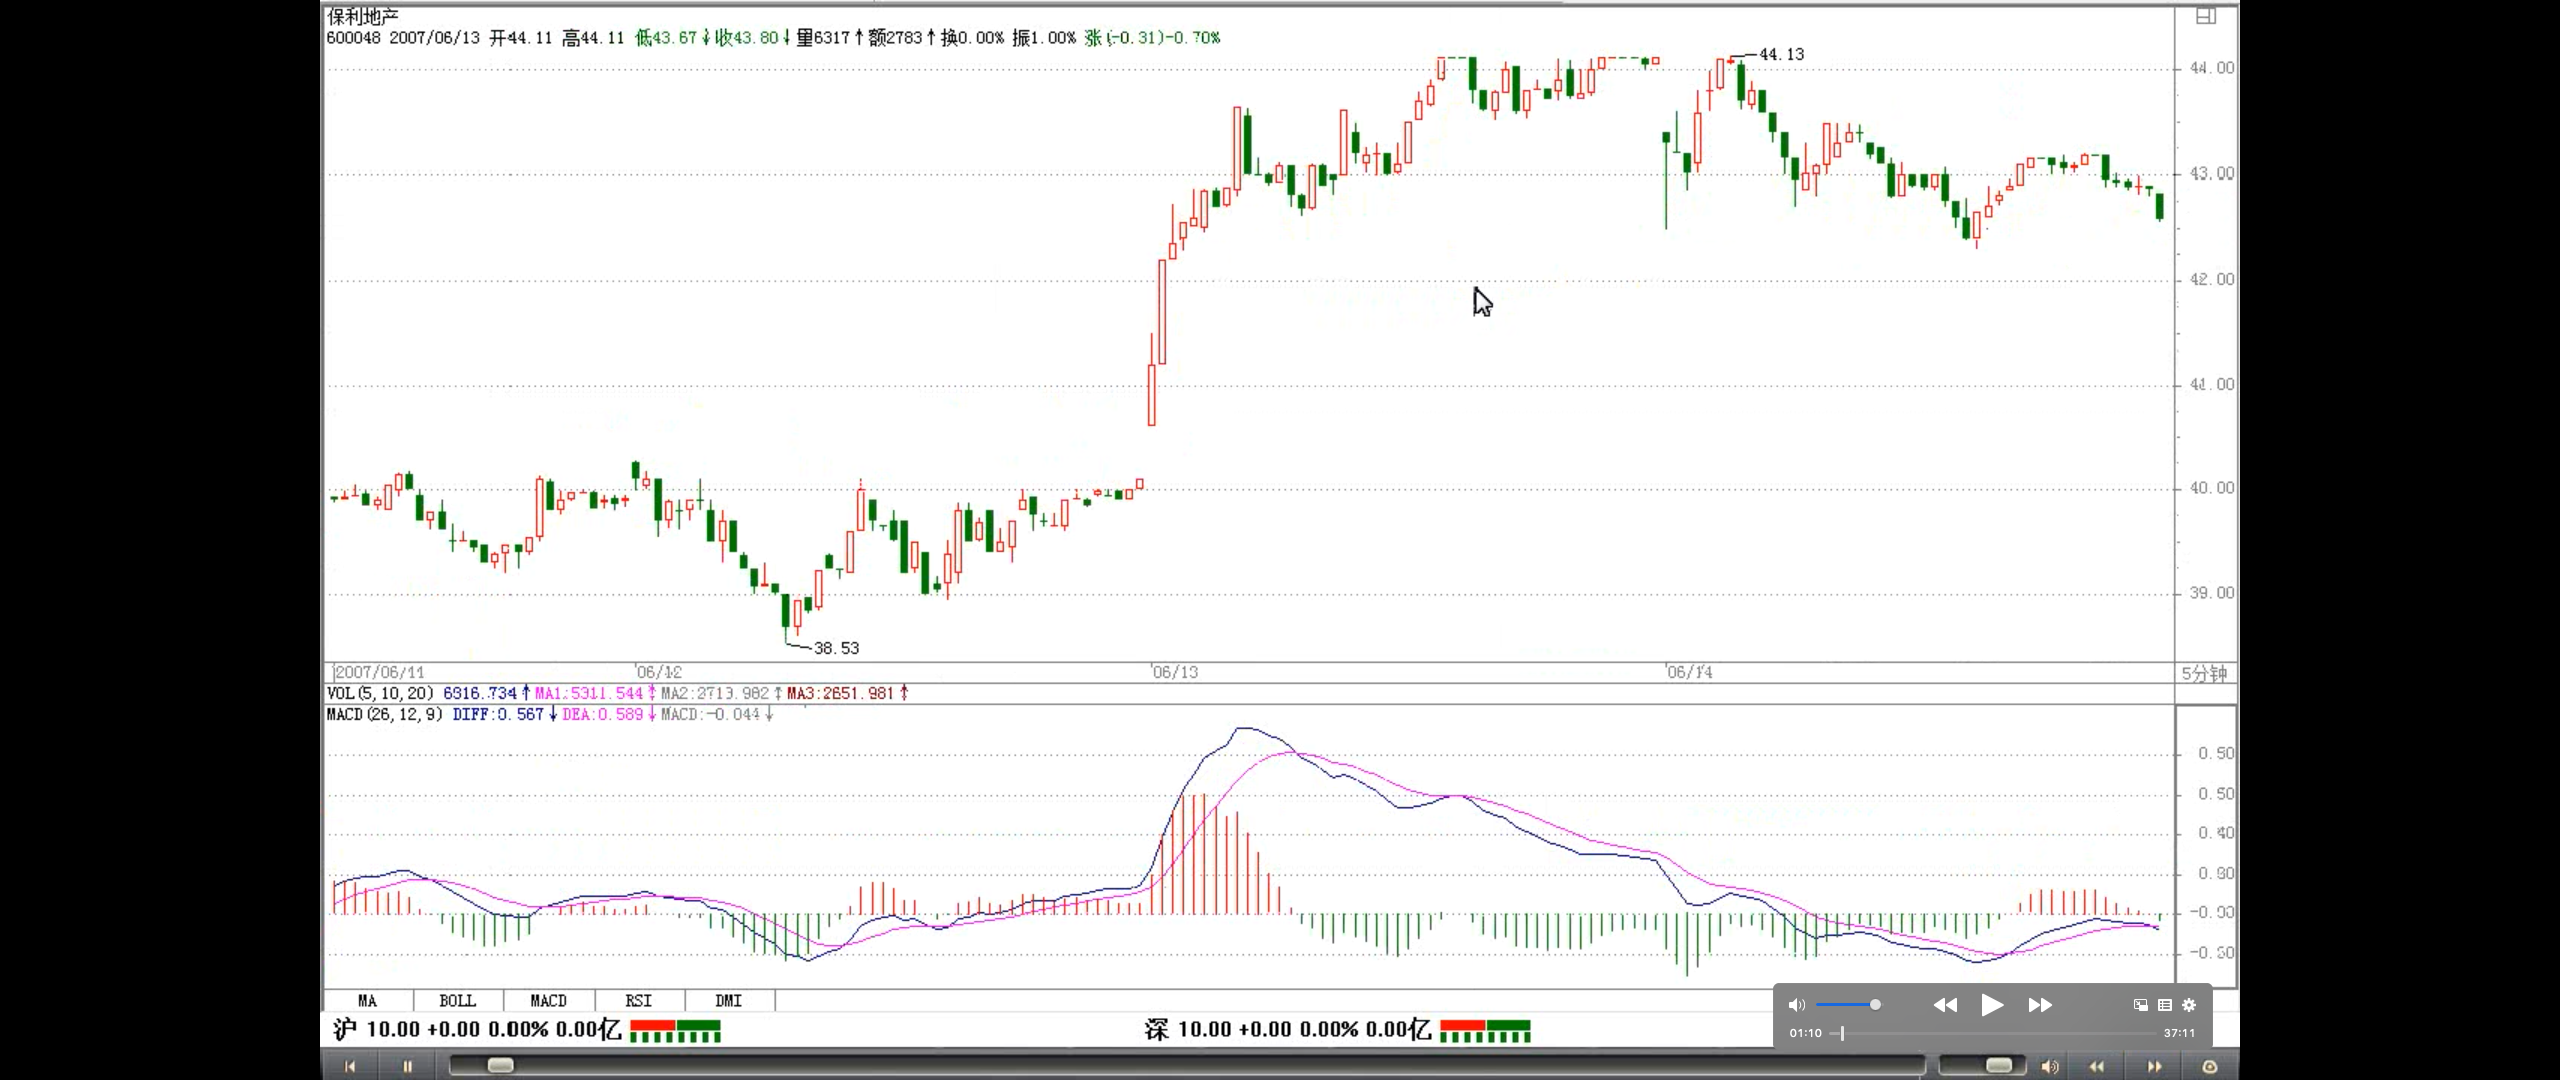 保利地产
600048 2007/06/13 开44.11 高44.11 低43.67↓收43.80↓量6317↑额2783↑换0.00% 振1.00% 涨(-0.31)-0.70%
44.13
44.00
43.00
42.00
41.00
40.00
39.00
38.53
2007/06/11 06/12 06/13 06/14 5分钟
VOL(5,10,20) 6316.734↑ MA1:5311.544↑ MA2:2713.902↑ MA3:2651.981↑
MACD(26,12,9) DIFF:0.567↓ DEA:0.589↓ MACD:-0.044↓
0.50
0.50
0.40
-0.50
MA BOLL MACD RSI DMI
沪 10.00 +0.00 0.00% 0.00亿 深 10.00 +0.00 0.00% 0.00亿
01:10 37:11